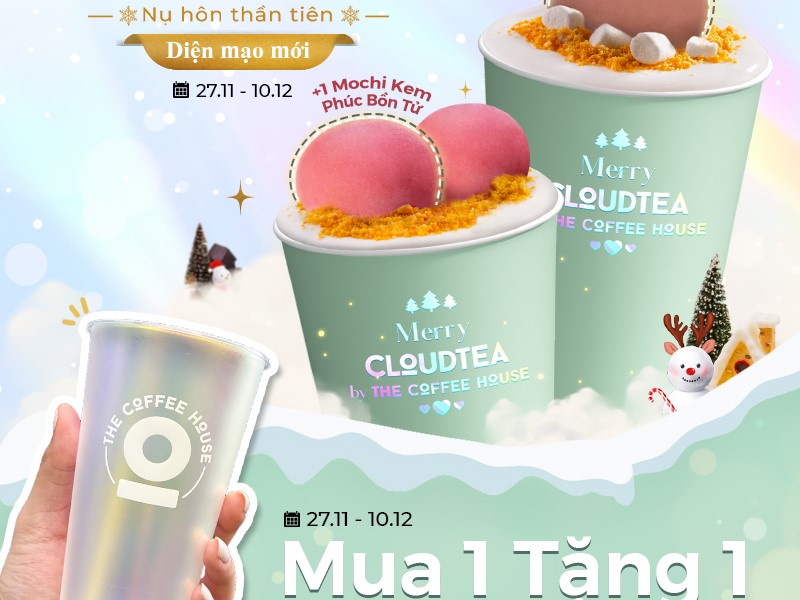 Nụ hôn thần tiên
Diện mạo mới
27.11 - 10.12
+1 Mochi Kem
Phúc Bồn Tử
Merry
CLOUDTEA
THE COFFEE HOUSE
Merry
CLOUDTEA
by THE COFFEE HOUSE
THE COFFEE HOUSE
27.11 - 10.12
Mua 1 Tặng 1